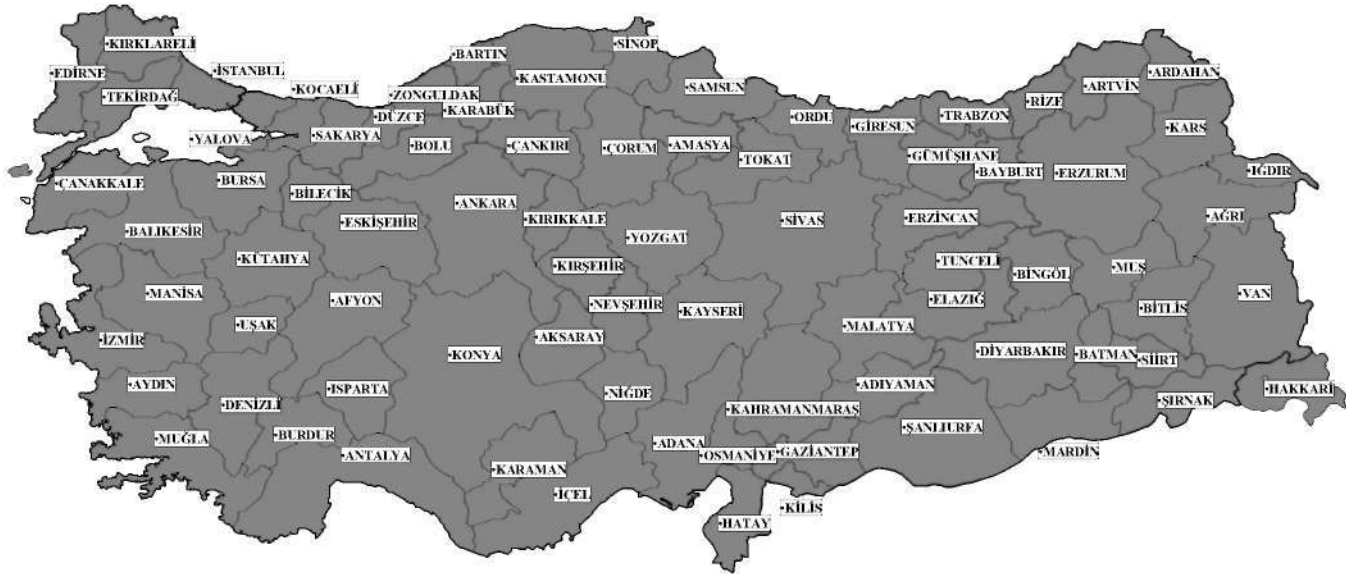 •KIRKLARELİ
•EDİRNE
•TEKİRDAĞ
•İSTANBUL
•KOCAELİ
•YALOVA
•SAKARYA
•DÜZCE
•ZONGULDAK
•BARTIN
•KARABÜK
•KASTAMONU
•SİNOP
•SAMSUN
•BOLU
•ÇANKIRI
•ÇORUM
•AMASYA
•TOKAT
•ORDU
•GİRESUN
•TRABZON
•RİZE
•ARTVİN
•ARDAHAN
•KARS
•GÜMÜŞHANE
•BAYBURT
•ERZURUM
•IĞDIR
•AĞRI
•ÇANAKKALE
•BURSA
•BİLECİK
•ESKİŞEHİR
•ANKARA
•KIRIKKALE
•YOZGAT
•SİVAS
•ERZİNCAN
•BALIKESİR
•KÜTAHYA
•KIRŞEHİR
•TUNCELİ
•BİNGÖL
•MUŞ
•MANİSA
•AFYON
•UŞAK
•NEVŞEHİR
•KAYSERİ
•ELAZIĞ
•BİTLİS
•VAN
•İZMİR
•KONYA
•AKSARAY
•MALATYA
•DİYARBAKIR
•BATMAN
•SİİRT
•AYDIN
•ISPARTA
•DENİZLİ
•NİĞDE
•ADIYAMAN
•HAKKARİ
•ŞIRNAK
•KAHRAMANMARAŞ
•ŞANLIURFA
•MUĞLA
•BURDUR
•ANTALYA
•ADANA
•OSMANİYE
•GAZİANTEP
•MARDİN
•KARAMAN
•İÇEL
•KİLİS
•HATAY